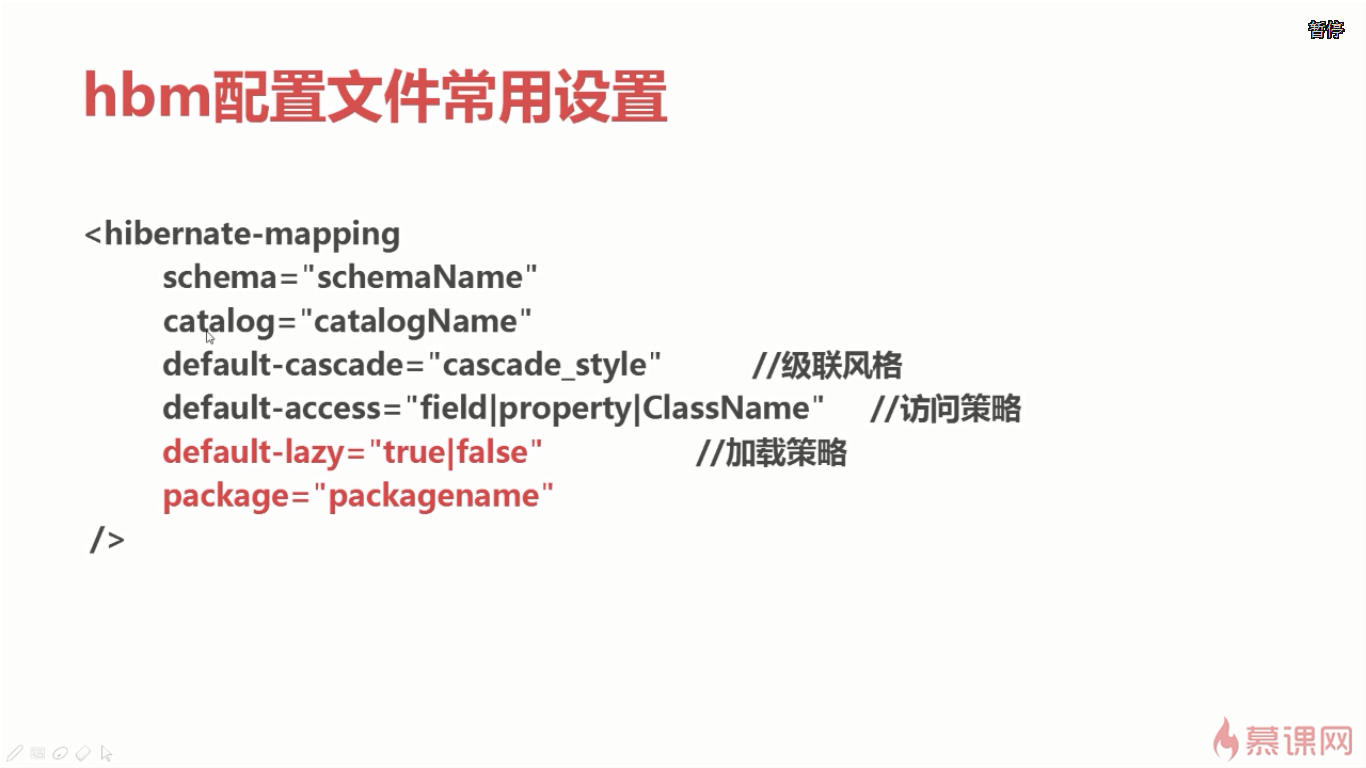 暂停
hbm配置文件常用设置
<hibernate-mapping
schema="schemaName"
catalog="catalogName"
default-cascade="cascade_style" //级联风格
default-access="field|property|ClassName" //访问策略
default-lazy="true|false" //加载策略
package="packagename"
/>
慕课网